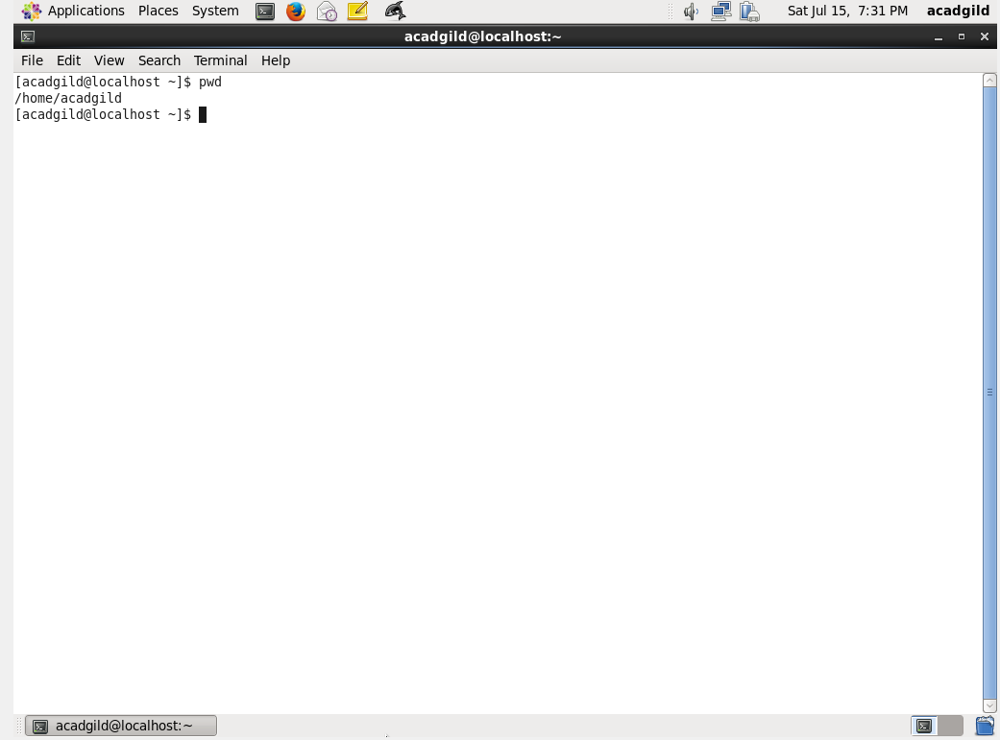 Applications Places System Sat Jul 15, 7:31 PM acadgild
acadgild@localhost:~
File Edit View Search Terminal Help
[acadgild@localhost ~]$ pwd
/home/acadgild
[acadgild@localhost ~]$
acadgild@localhost:~